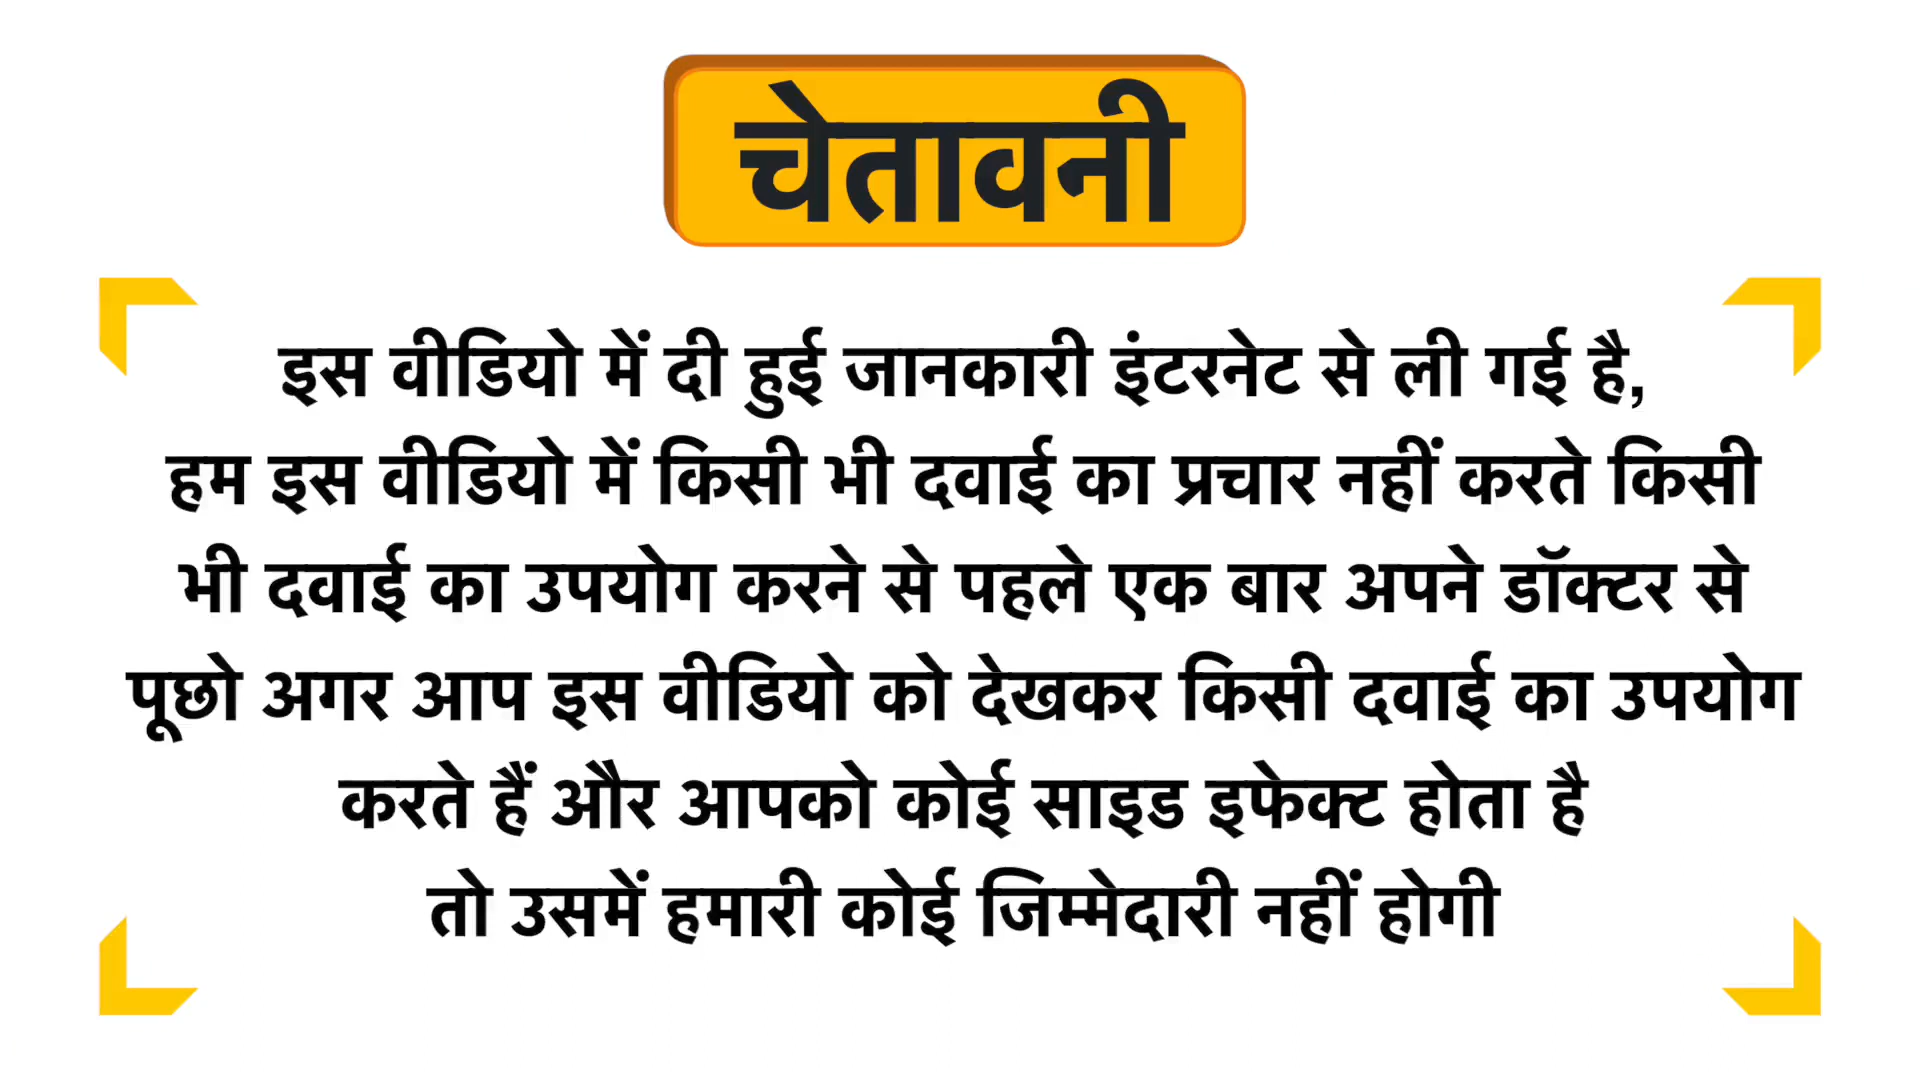 चेतावनी
इस वीडियो में दी हुई जानकारी इंटरनेट से ली गई है,
हम इस वीडियो में किसी भी दवाई का प्रचार नहीं करते किसी
भी दवाई का उपयोग करने से पहले एक बार अपने डॉक्टर से
पूछो अगर आप इस वीडियो को देखकर किसी दवाई का उपयोग
करते हैं और आपको कोई साइड इफेक्ट होता है
तो उसमें हमारी कोई जिम्मेदारी नहीं होगी